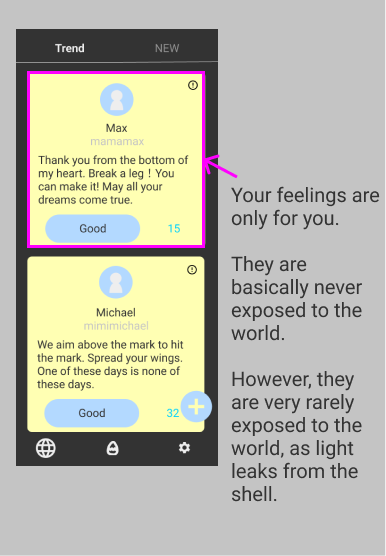 Trend
NEW
Max
mamamax
Thank you from the bottom of
my heart. Break a leg！You
can make it! May all your
dreams come true.
Good
15
Michael
mimimichael
We aim above the mark to hit
the mark. Spread your wings.
One of these days is none of
these days.
Good
32
Your feelings are
only for you.
They are
basically never
exposed to the
world.
However, they
are very rarely
exposed to the
world, as light
leaks from the
shell.